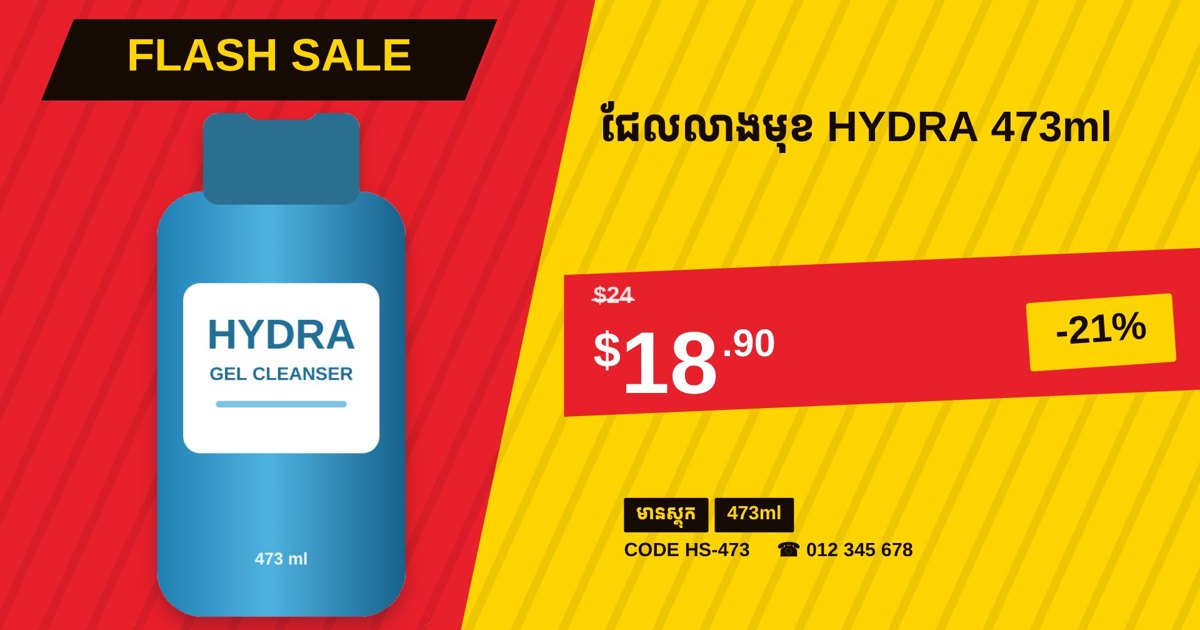 FLASH SALE
HYDRA
GEL CLEANSER
473 ml
ជែលលាងមុខ HYDRA 473ml
$24
$18.90
-21%
មានស្តុក 473ml
CODE HS-473 ☎ 012 345 678